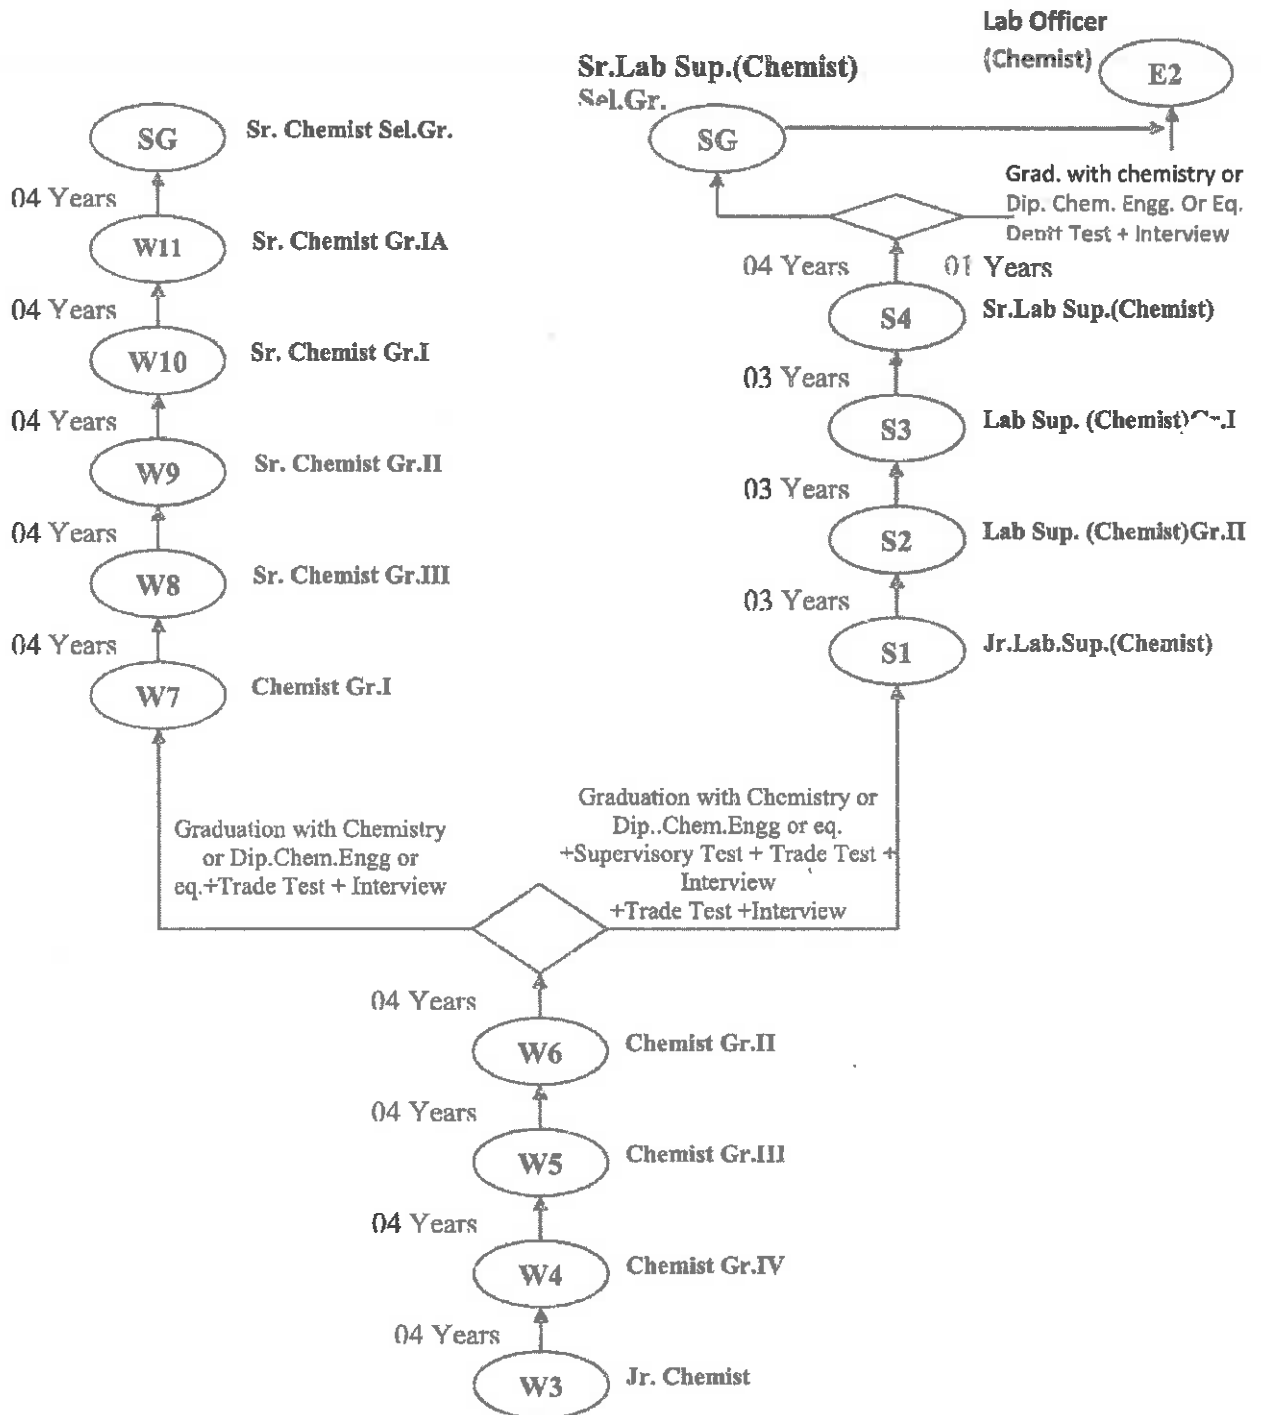 Lab Officer
(Chemist)
E2
Sr.Lab Sup.(Chemist)
Sel.Gr.
SG
Sr. Chemist Sel.Gr.
SG
Grad. with chemistry or
Dip. Chem. Engg. Or Eq.
Deptt Test + Interview
04 Years
W11
Sr. Chemist Gr.IA
04 Years
01 Years
04 Years
S4
Sr.Lab Sup.(Chemist)
W10
Sr. Chemist Gr.I
03 Years
04 Years
S3
Lab Sup. (Chemist)Gr.I
W9
Sr. Chemist Gr.II
03 Years
04 Years
S2
Lab Sup. (Chemist)Gr.II
W8
Sr. Chemist Gr.III
03 Years
04 Years
S1
Jr.Lab.Sup.(Chemist)
W7
Chemist Gr.I
Graduation with Chemistry
or Dip.Chem.Engg or
eq.+Trade Test + Interview
Graduation with Chemistry or
Dip..Chem.Engg or eq.
+Supervisory Test + Trade Test +
Interview
+Trade Test +Interview
04 Years
W6
Chemist Gr.II
04 Years
W5
Chemist Gr.III
04 Years
W4
Chemist Gr.IV
04 Years
W3
Jr. Chemist